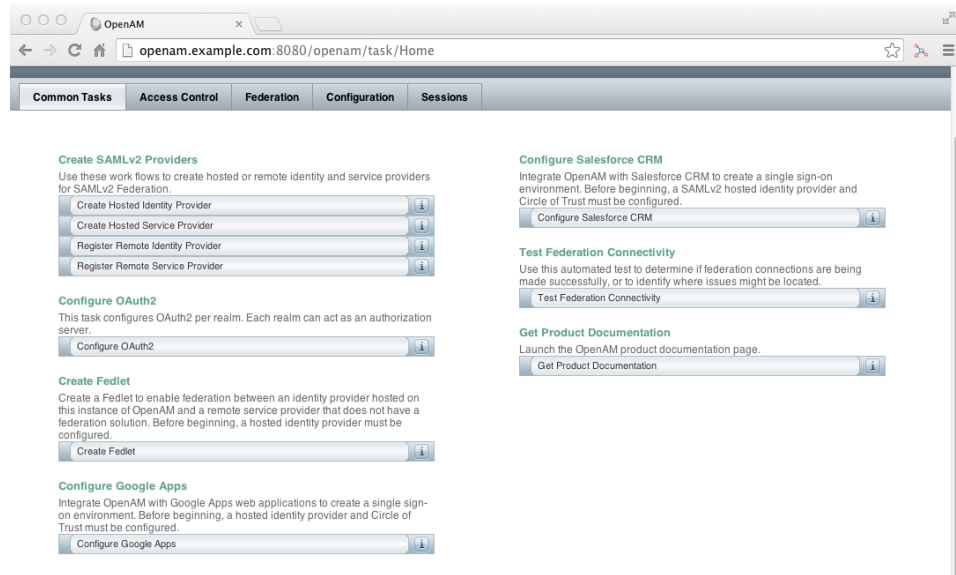 OpenAM
openam.example.com:8080/openam/task/Home
Common Tasks Access Control Federation Configuration Sessions
Create SAMLv2 Providers
Use these work flows to create hosted or remote identity and service providers
for SAMLv2 Federation.
Create Hosted Identity Provider
Create Hosted Service Provider
Register Remote Identity Provider
Register Remote Service Provider
Configure OAuth2
This task configures OAuth2 per realm. Each realm can act as an authorization
server.
Configure OAuth2
Create Fedlet
Create a Fedlet to enable federation between an identity provider hosted on
this instance of OpenAM and a remote service provider that does not have a
federation solution. Before beginning, a hosted identity provider must be
configured.
Create Fedlet
Configure Google Apps
Integrate OpenAM with Google Apps web applications to create a single sign-
on environment. Before beginning, a hosted identity provider and Circle of
Trust must be configured.
Configure Google Apps
Configure Salesforce CRM
Integrate OpenAM with Salesforce CRM to create a single sign-on
environment. Before beginning, a SAMLv2 hosted identity provider and
Circle of Trust must be configured.
Configure Salesforce CRM
Test Federation Connectivity
Use this automated test to determine if federation connections are being
made successfully, or to identify where issues might be located.
Test Federation Connectivity
Get Product Documentation
Launch the OpenAM product documentation page.
Get Product Documentation